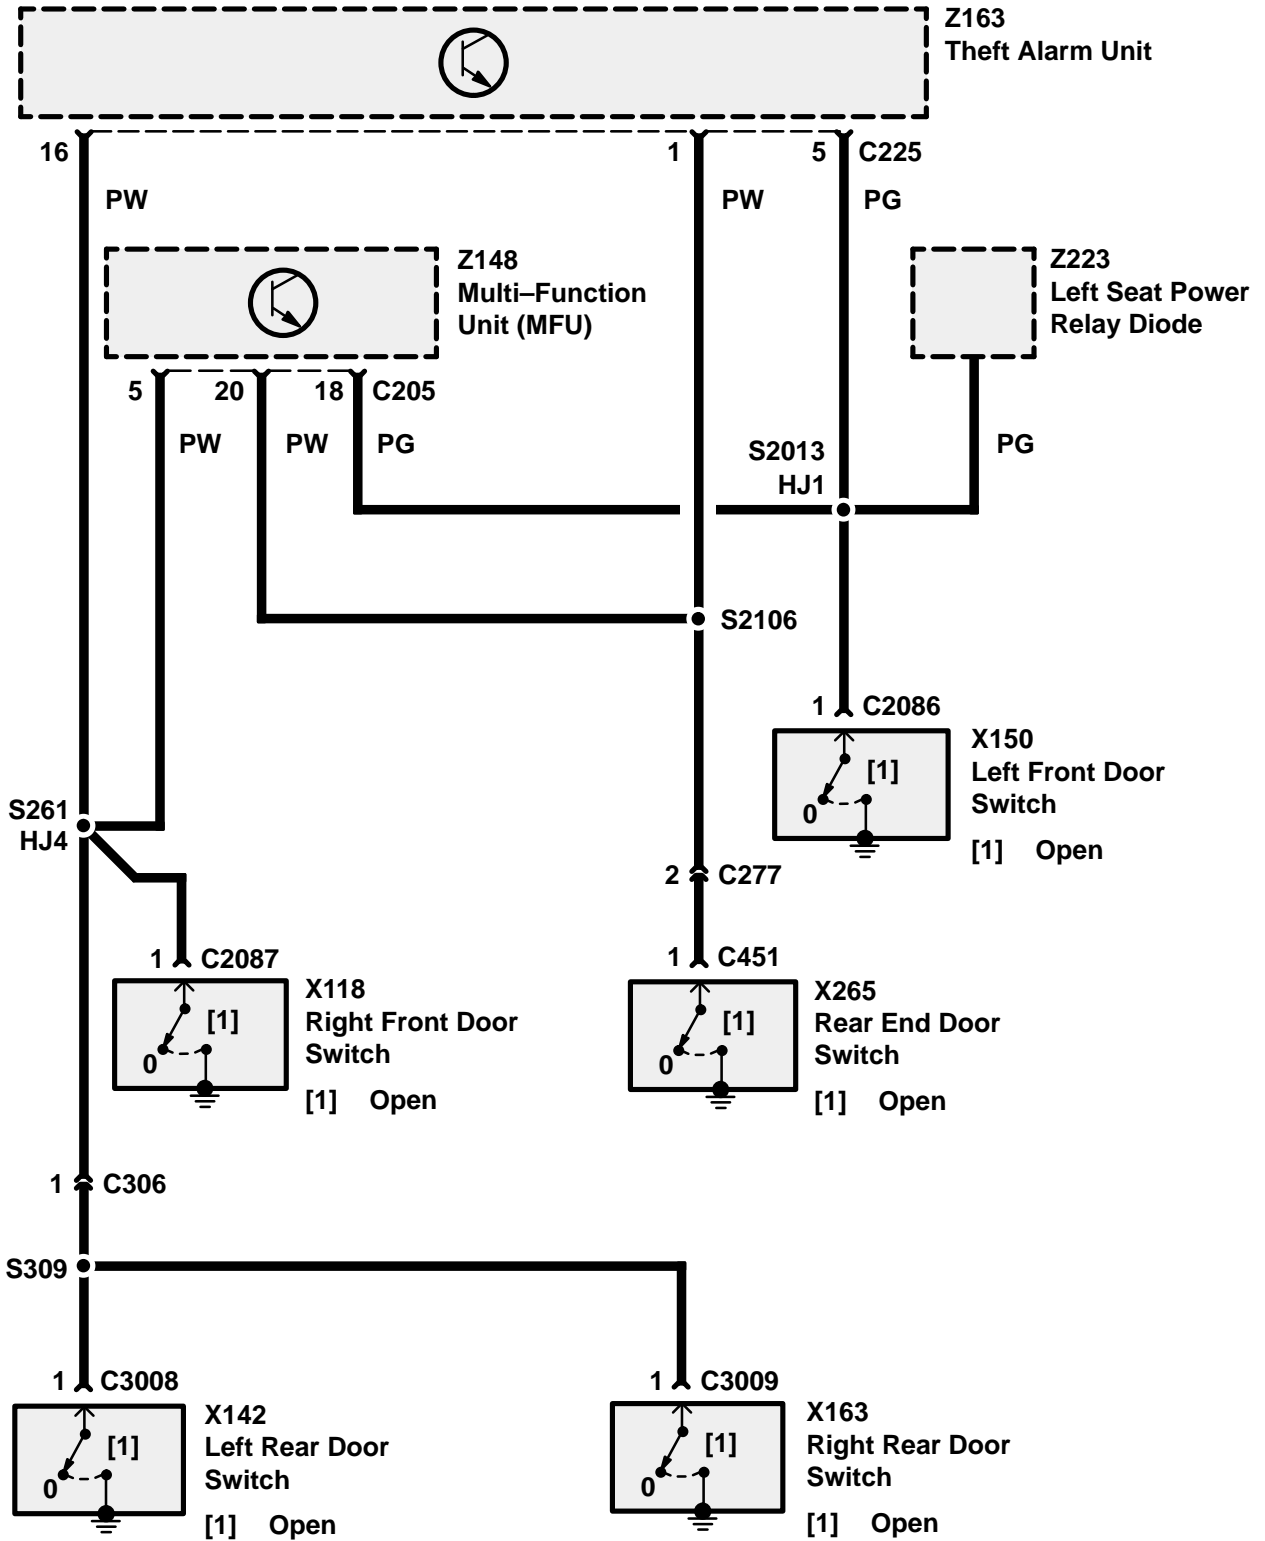 Z163
Theft Alarm Unit
16
1
5 C225
PW
PW
PG
Z148
Multi–Function
Unit (MFU)
Z223
Left Seat Power
Relay Diode
5
20
18 C205
PW
PW
PG
S2013
HJ1
PG
S2106
1 C2086
X150
Left Front Door
Switch
[1] Open
[1]
0
S261
HJ4
2 C277
1 C2087
X118
Right Front Door
Switch
[1] Open
[1]
0
1 C451
X265
Rear End Door
Switch
[1] Open
[1]
0
1 C306
S309
1 C3008
X142
Left Rear Door
Switch
[1] Open
[1]
0
1 C3009
X163
Right Rear Door
Switch
[1] Open
[1]
0